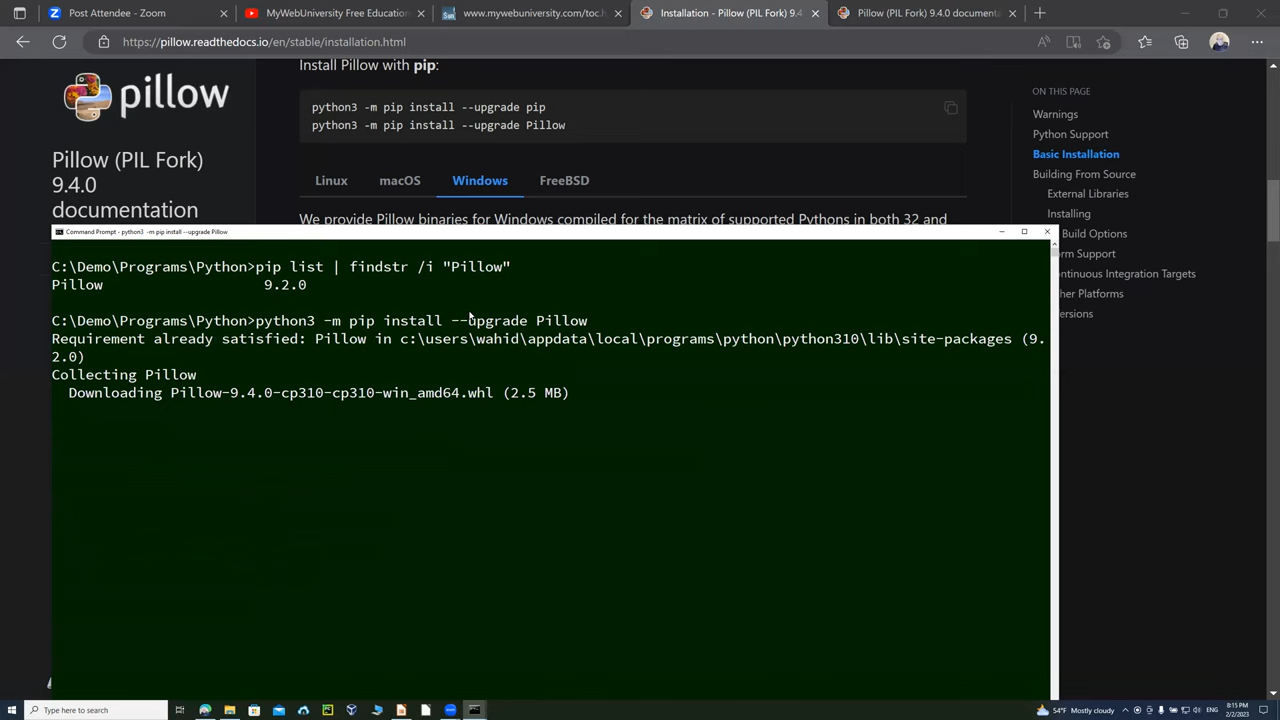 Post Attendee - Zoom
MyWebUniversity Free Educationa
www.mywebuniversity.com/toc.h
Installation - Pillow (PIL Fork) 9.4
Pillow (PIL Fork) 9.4.0 documenta
https://pillow.readthedocs.io/en/stable/installation.html
pillow
Pillow (PIL Fork)
9.4.0
documentation
Install Pillow with pip:
python3 -m pip install --upgrade pip
python3 -m pip install --upgrade Pillow
Linux macOS Windows FreeBSD
We provide Pillow binaries for Windows compiled for the matrix of supported Pythons in both 32 and
ON THIS PAGE
Warnings
Python Support
Basic Installation
Building From Source
External Libraries
Installing
Build Options
orm Support
ontinuous Integration Targets
her Platforms
ersions
Command Prompt - python3 -m pip install --upgrade Pillow
C:\Demo\Programs\Python>pip list | findstr /i "Pillow"
Pillow 9.2.0
C:\Demo\Programs\Python>python3 -m pip install --upgrade Pillow
Requirement already satisfied: Pillow in c:\users\wahid\appdata\local\programs\python\python310\lib\site-packages (9.
2.0)
Collecting Pillow
Downloading Pillow-9.4.0-cp310-cp310-win_amd64.whl (2.5 MB)
Type here to search
54°F Mostly cloudy
ENG
8:15 PM
2/2/2023